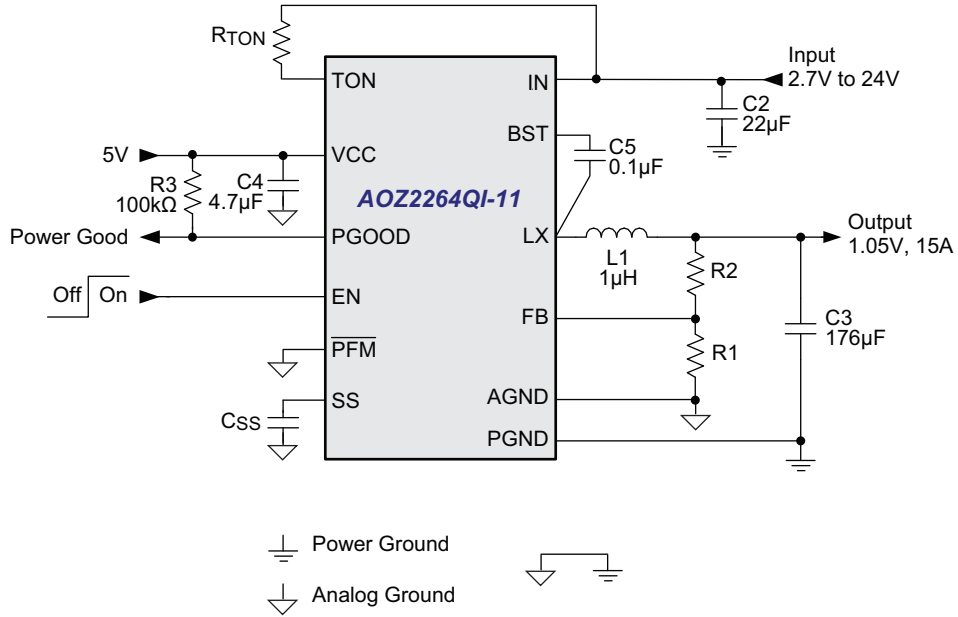 RTON
Input
2.7V to 24V
TON
IN
C2
22µF
BST
C5
0.1µF
5V
VCC
R3
100kΩ
C4
4.7µF
AOZ2264QI-11
Output
1.05V, 15A
Power Good
PGOOD
LX
L1
1µH
R2
Off
On
EN
FB
C3
176µF
PFM
R1
SS
AGND
CSS
PGND
Power Ground
Analog Ground